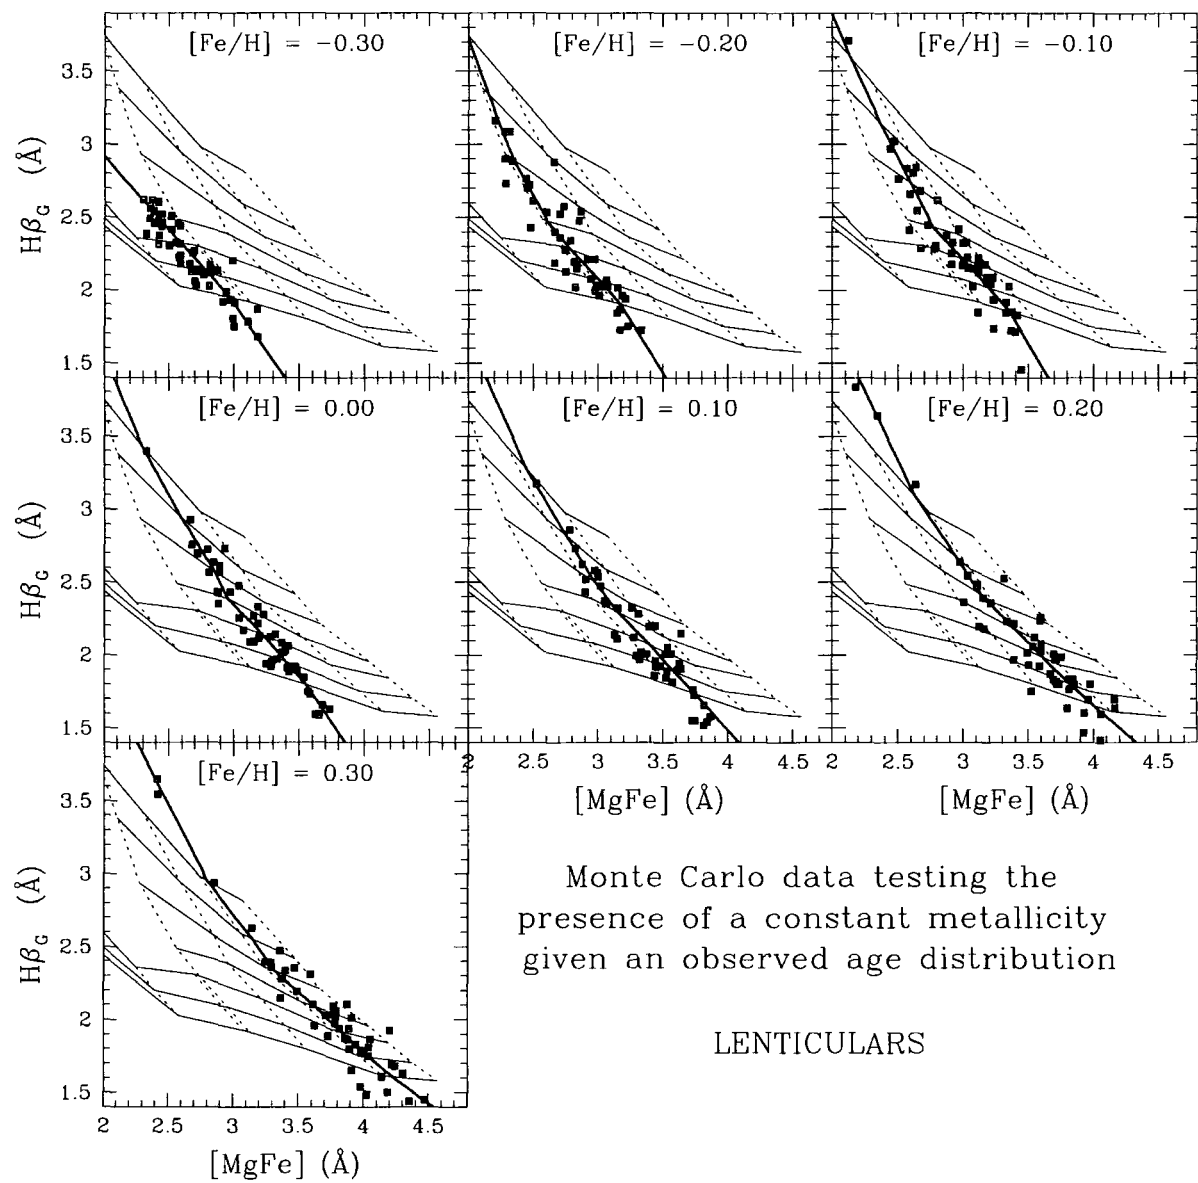 [Fe/H] = −0.30
[Fe/H] = −0.20
[Fe/H] = −0.10
3.5
3
2.5
2
1.5
HβG (Å)
[Fe/H] = 0.00
[Fe/H] = 0.10
[Fe/H] = 0.20
3.5
3
2.5
2
1.5
HβG (Å)
2 2.5 3 3.5 4 4.5
2 2.5 3 3.5 4 4.5
[MgFe] (Å)
[MgFe] (Å)
[Fe/H] = 0.30
3.5
3
2.5
2
1.5
HβG (Å)
2 2.5 3 3.5 4 4.5
[MgFe] (Å)
Monte Carlo data testing the
presence of a constant metallicity
given an observed age distribution
LENTICULARS